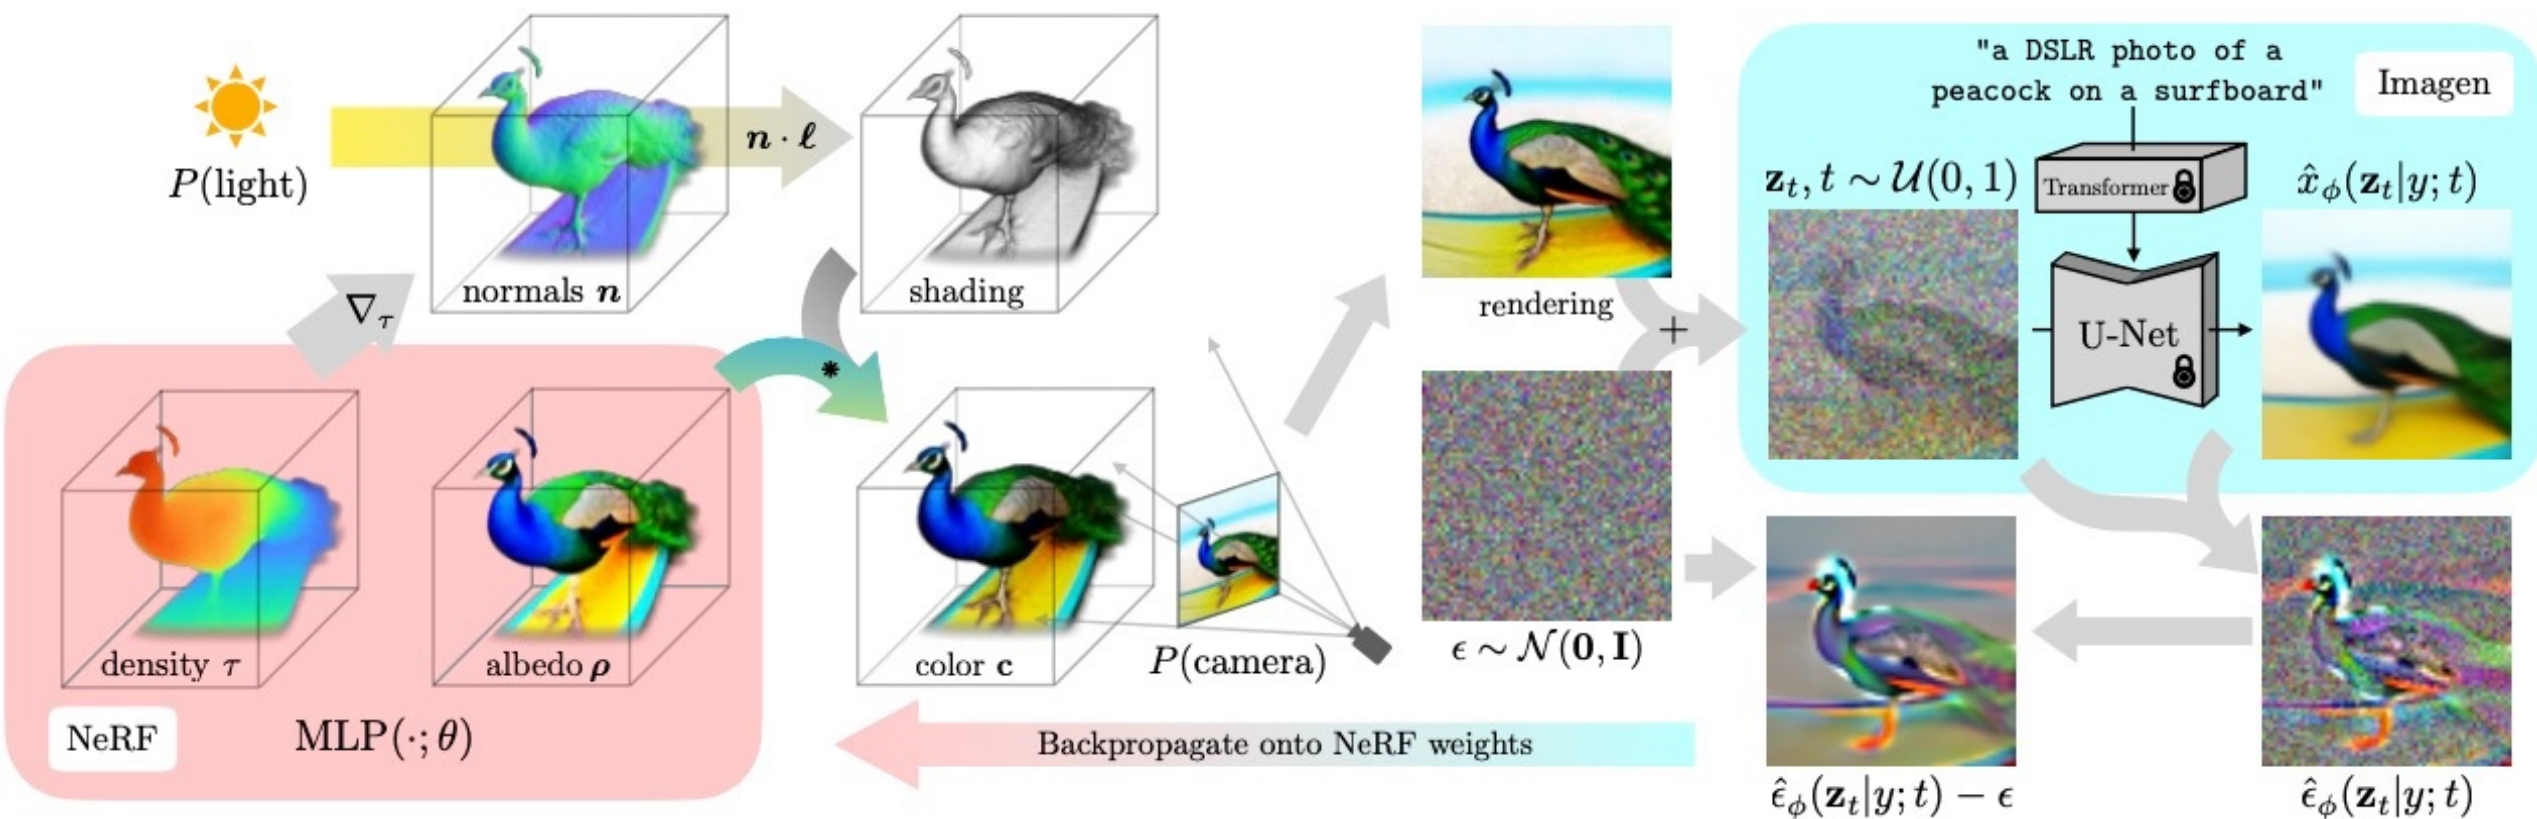 P(light)
n · ℓ
∇τ
normals n
shading
*
density τ
albedo ρ
color c
P(camera)
NeRF
MLP(·; θ)
Backpropagate onto NeRF weights
rendering
+
ϵ ∼ 𝒩(0, I)
"a DSLR photo of a
peacock on a surfboard"
Imagen
z_t, t ∼ 𝒰(0, 1)
Transformer
x̂_ϕ(z_t|y; t)
U-Net
ϵ̂_ϕ(z_t|y; t) − ϵ
ϵ̂_ϕ(z_t|y; t)